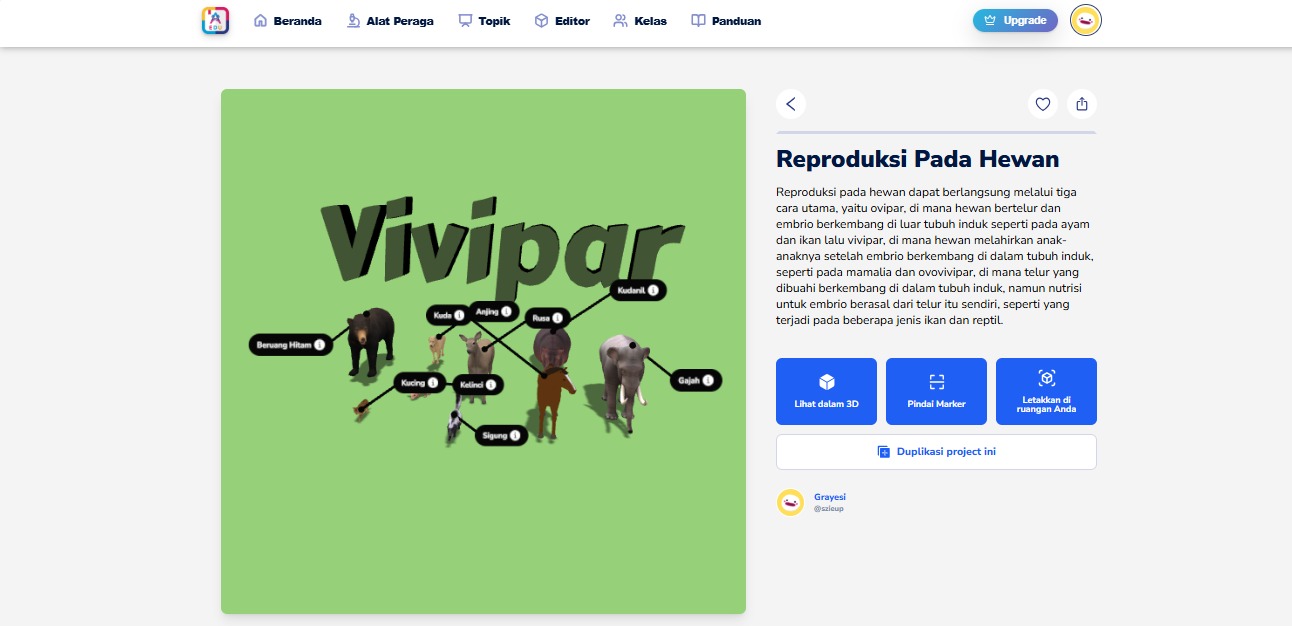 EDU
Beranda
Alat Peraga
Topik
Editor
Kelas
Panduan
Upgrade
Vivipar
Kudanil
Kuda
Anjing
Rusa
Beruang Hitam
Kucing
Kelinci
Gajah
Sigung
Reproduksi Pada Hewan
Reproduksi pada hewan dapat berlangsung melalui tiga
cara utama, yaitu ovipar, di mana hewan bertelur dan
embrio berkembang di luar tubuh induk seperti pada ayam
dan ikan lalu vivipar, di mana hewan melahirkan anak-
anaknya setelah embrio berkembang di dalam tubuh induk,
seperti pada mamalia dan ovovivipar, di mana telur yang
dibuahi berkembang di dalam tubuh induk, namun nutrisi
untuk embrio berasal dari telur itu sendiri, seperti yang
terjadi pada beberapa jenis ikan dan reptil.
Lihat dalam 3D
Pindai Marker
Letakkan di
ruangan Anda
Duplikasi project ini
Grayesi
@szieup